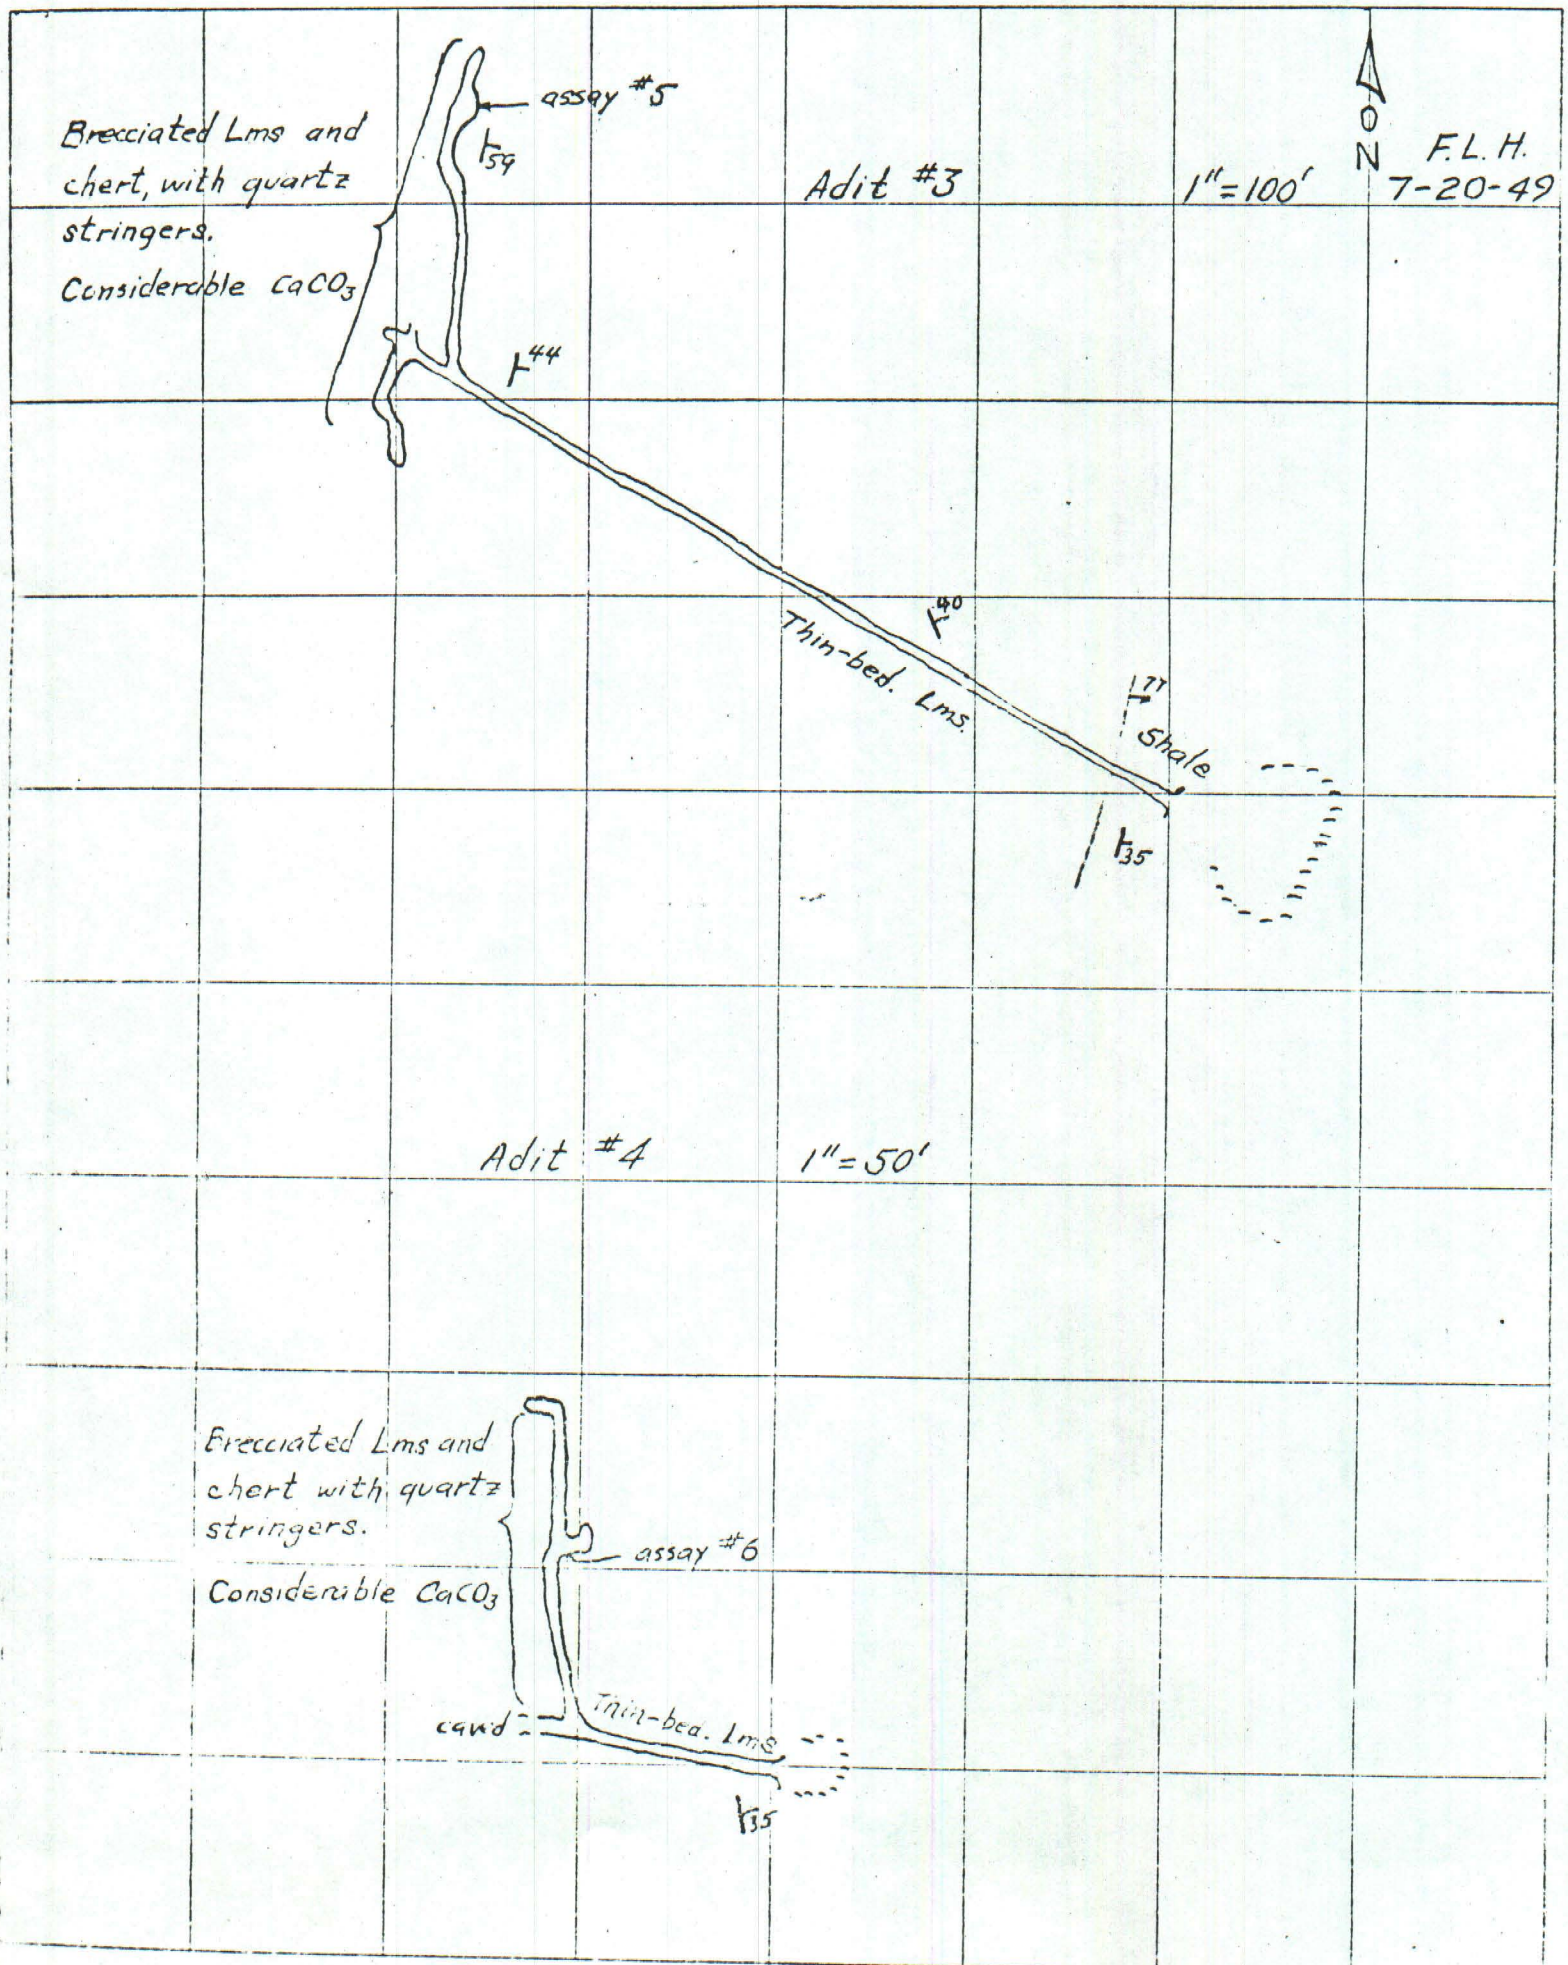 assay #5
Brecciated Lms and
chert, with quartz
stringers.
Considerable CaCO3
59
Adit #3
1"=100'
N
F.L.H.
7-20-49
44
40
Thin-bed. Lms.
77
Shale
35
Adit #4
1"=50'
Brecciated Lms and
chert with quartz
stringers.
Considerable CaCO3
assay #6
Thin-bed. Lms
cav'd
35